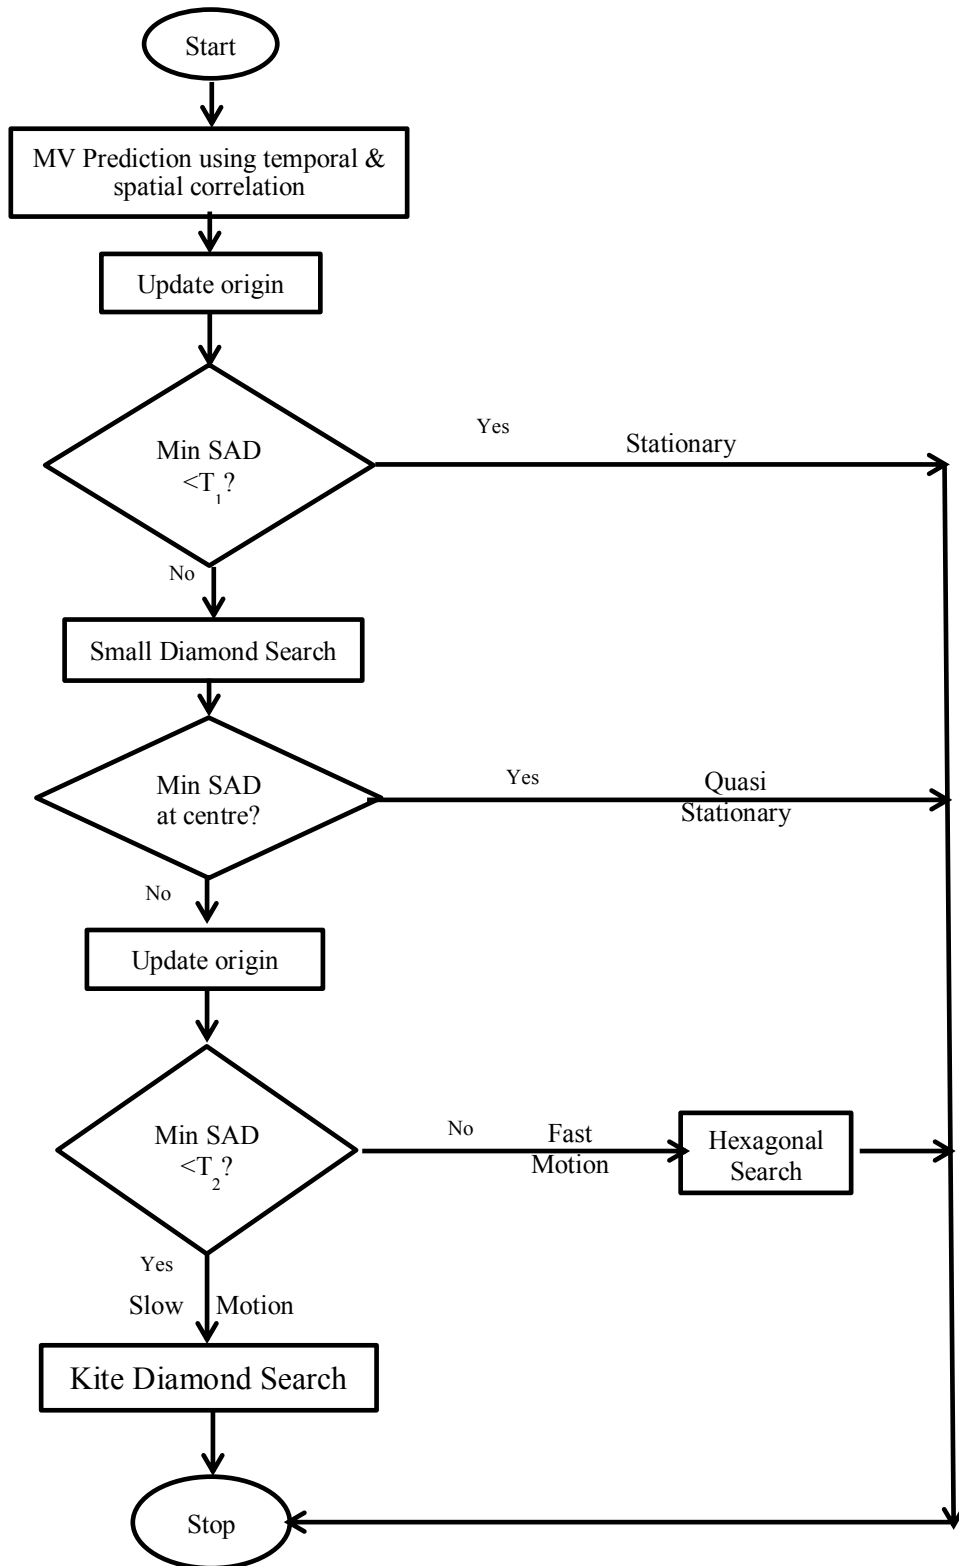 Start
MV Prediction using temporal &
spatial correlation
Update origin
Min SAD
<T₁?
Yes
Stationary
No
Small Diamond Search
Min SAD
at centre?
Yes
Quasi
Stationary
No
Update origin
Min SAD
<T₂?
No
Fast
Motion
Hexagonal
Search
Yes
Slow Motion
Kite Diamond Search
Stop